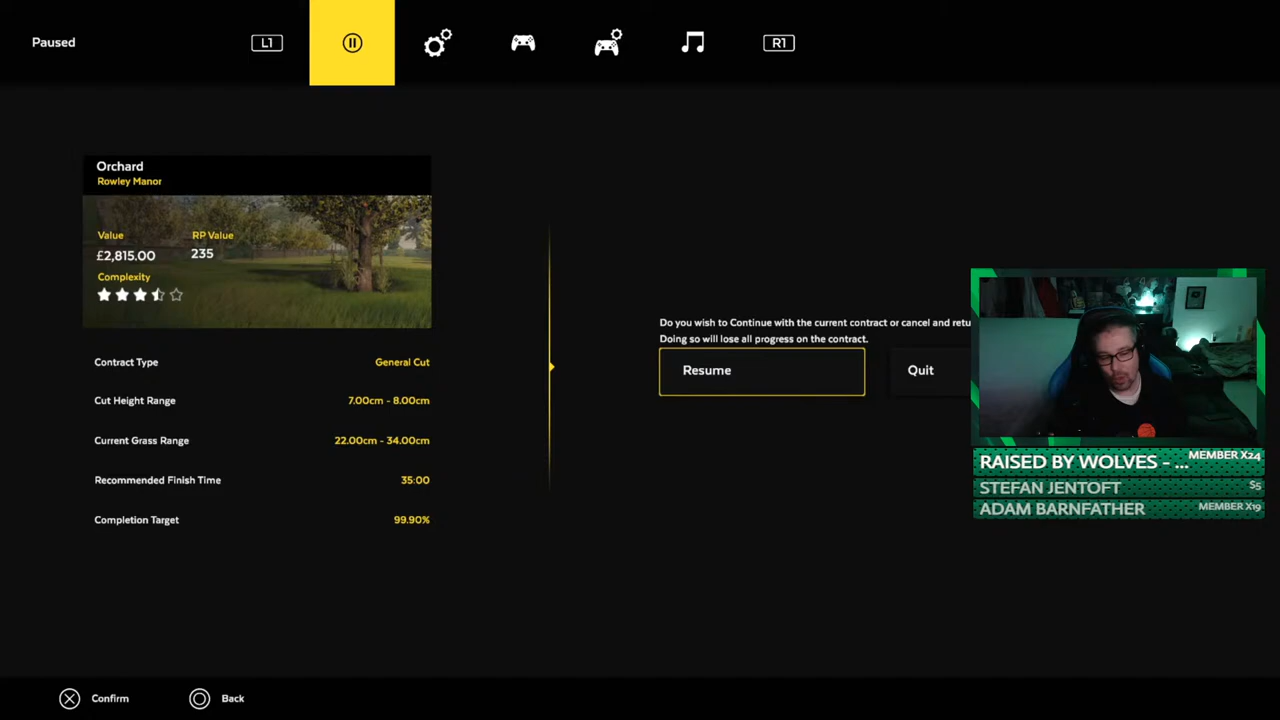 Paused
L1
R1
Orchard
Rowley Manor
Value
RP Value
£2,815.00
235
Complexity
Contract Type
General Cut
Cut Height Range
7.00cm - 8.00cm
Current Grass Range
22.00cm - 34.00cm
Recommended Finish Time
35:00
Completion Target
99.90%
Do you wish to Continue with the current contract or cancel and retu
Doing so will lose all progress on the contract.
Resume
Quit
RAISED BY WOLVES - ...
MEMBER X24
STEFAN JENTOFT
$5
ADAM BARNFATHER
MEMBER X19
Confirm
Back